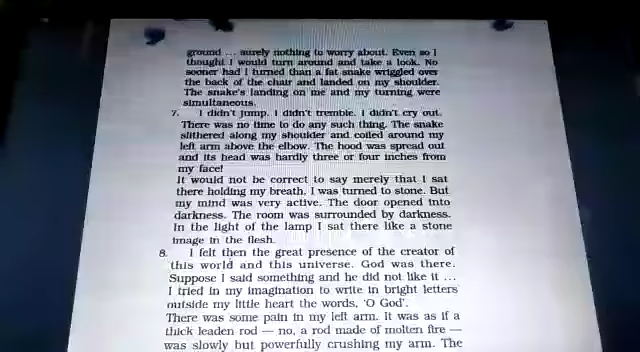 ground ... surely nothing to worry about. Even so I
thought I would turn around and take a look. No
sooner had I turned than a fat snake wriggled over
the back of the chair and landed on my shoulder.
The snake's landing on me and my turning were
simultaneous.
7. I didn't jump. I didn't tremble. I didn't cry out.
There was no time to do any such thing. The snake
slithered along my shoulder and coiled around my
left arm above the elbow. The hood was spread out
and its head was hardly three or four inches from
my face!
It would not be correct to say merely that I sat
there holding my breath. I was turned to stone. But
my mind was very active. The door opened into
darkness. The room was surrounded by darkness.
In the light of the lamp I sat there like a stone
image in the flesh.
8. I felt then the great presence of the creator of
this world and this universe. God was there.
Suppose I said something and he did not like it ...
I tried in my imagination to write in bright letters
outside my little heart the words, 'O God'.
There was some pain in my left arm. It was as if a
thick leaden rod — no, a rod made of molten fire —
was slowly but powerfully crushing my arm. The